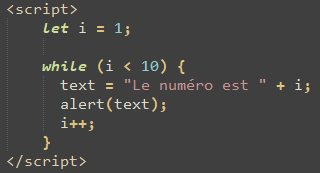 <script>
let i = 1;
while (i < 10) {
text = "Le numéro est " + i;
alert(text);
i++;
}
</script>